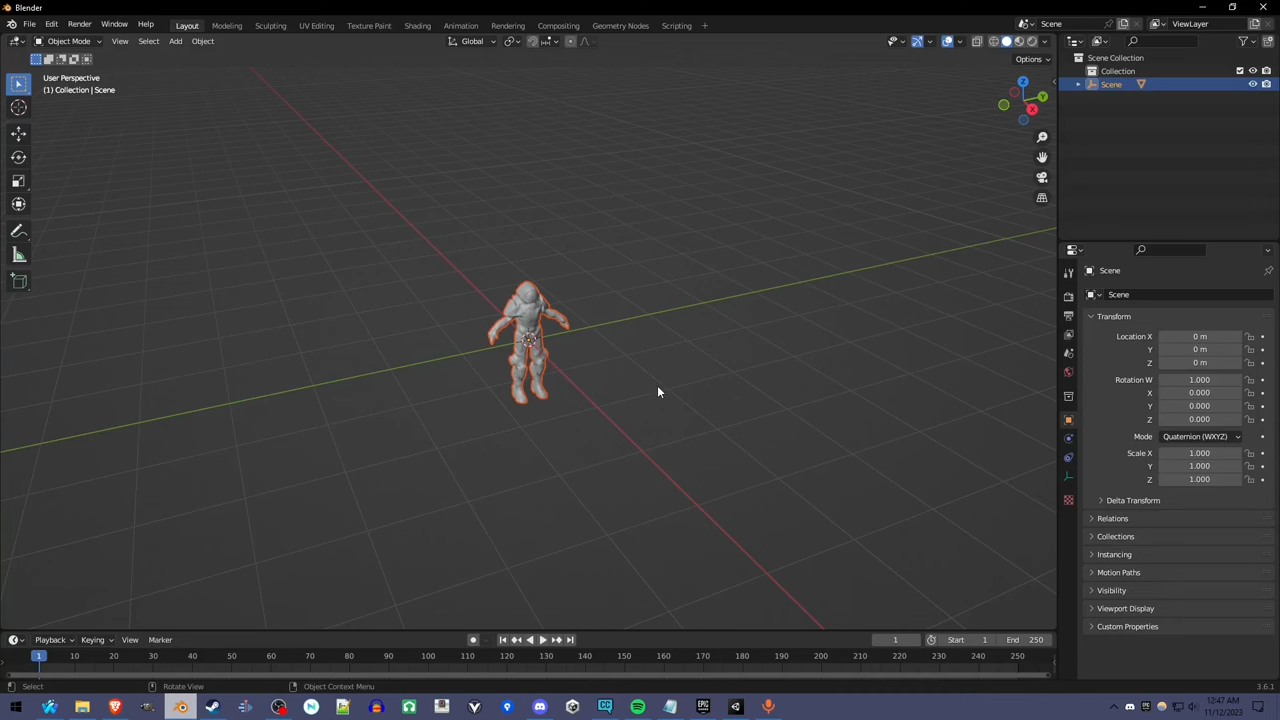 Blender
File Edit Render Window Help Layout Modeling Sculpting UV Editing Texture Paint Shading Animation Rendering Compositing Geometry Nodes Scripting + Scene ViewLayer
Object Mode View Select Add Object Global
Options
User Perspective
(1) Collection | Scene
Z
Y
X
Scene Collection
Collection
Scene
Scene
Scene
Transform
Location X 0 m
Y 0 m
Z 0 m
Rotation W 1.000
X 0.000
Y 0.000
Z 0.000
Mode Quaternion (WXYZ)
Scale X 1.000
Y 1.000
Z 1.000
Delta Transform
Relations
Collections
Instancing
Motion Paths
Visibility
Viewport Display
Custom Properties
Playback Keying View Marker 1 Start 1 End 250
1 10 20 30 40 50 60 70 80 90 100 110 120 130 140 150 160 170 180 190 200 210 220 230 240 250
Select Rotate View Object Context Menu 3.6.1
12:47 AM
11/12/2023